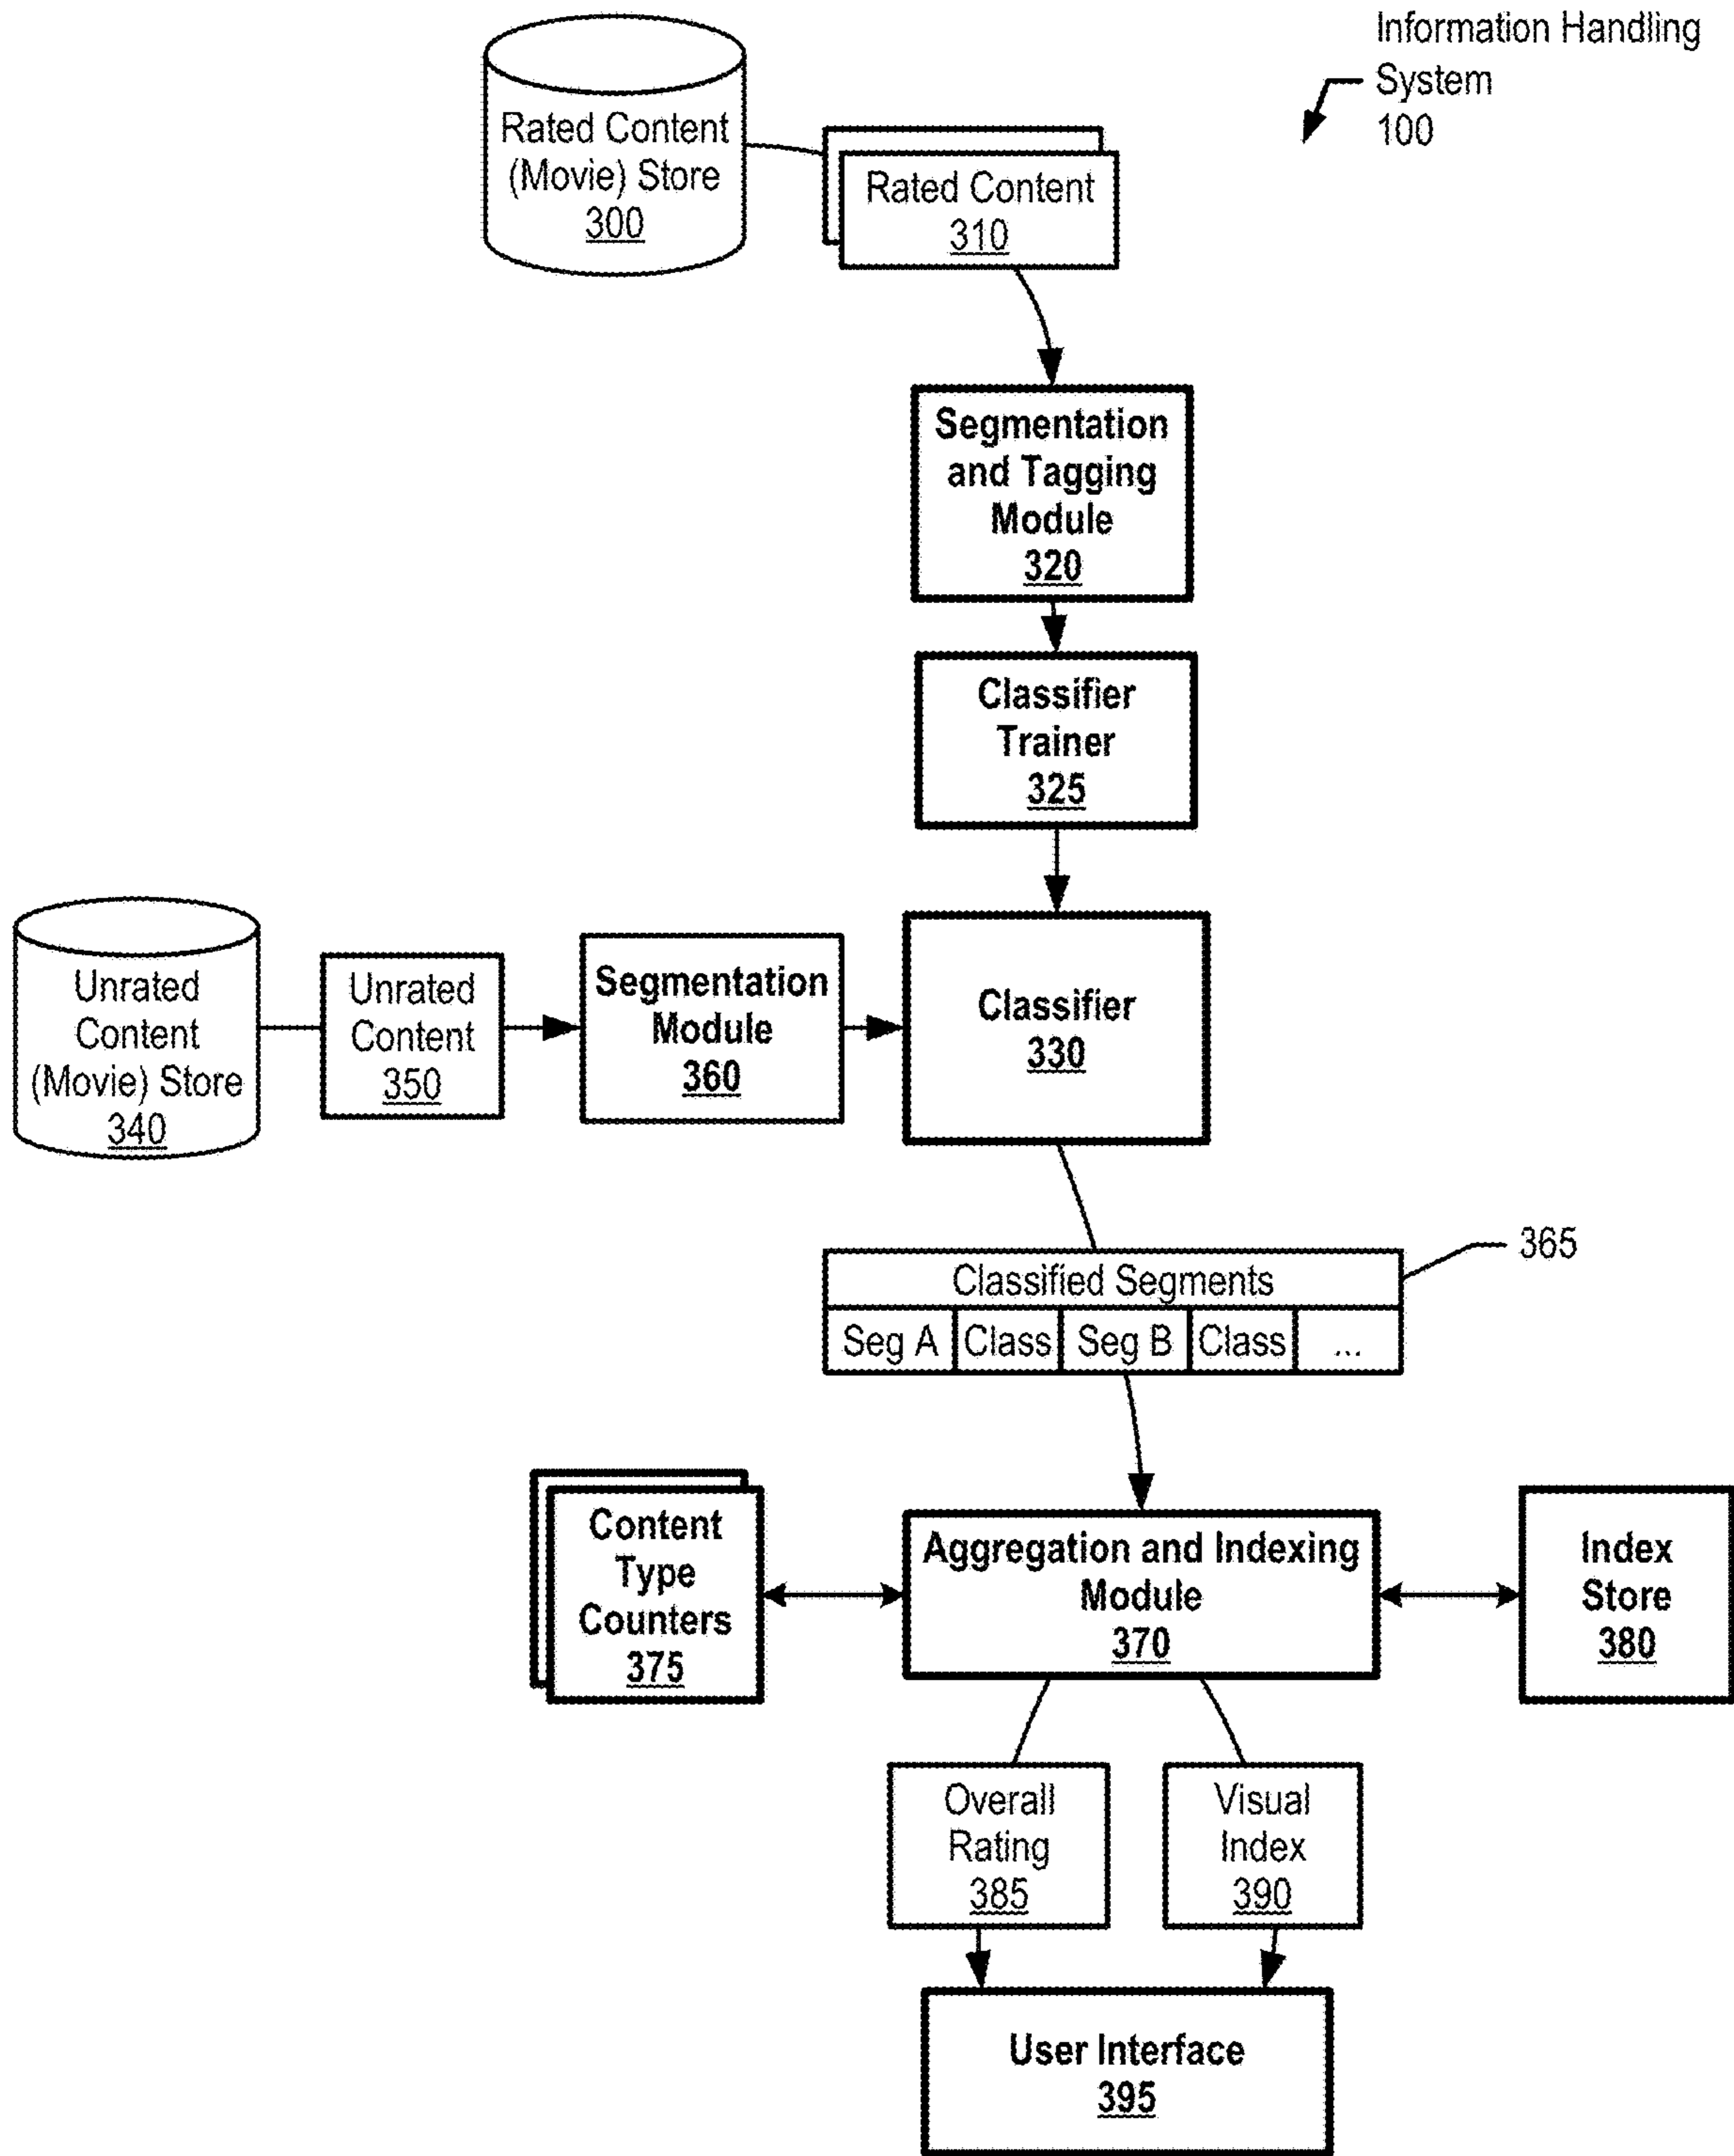 Information Handling
System
100
Rated Content
(Movie) Store
300
Rated Content
310
Segmentation
and Tagging
Module
320
Classifier
Trainer
325
Unrated
Content
(Movie) Store
340
Unrated
Content
350
Segmentation
Module
360
Classifier
330
365
Classified Segments
Seg A Class Seg B Class ...
Content
Type
Counters
375
Aggregation and Indexing
Module
370
Index
Store
380
Overall
Rating
385
Visual
Index
390
User Interface
395